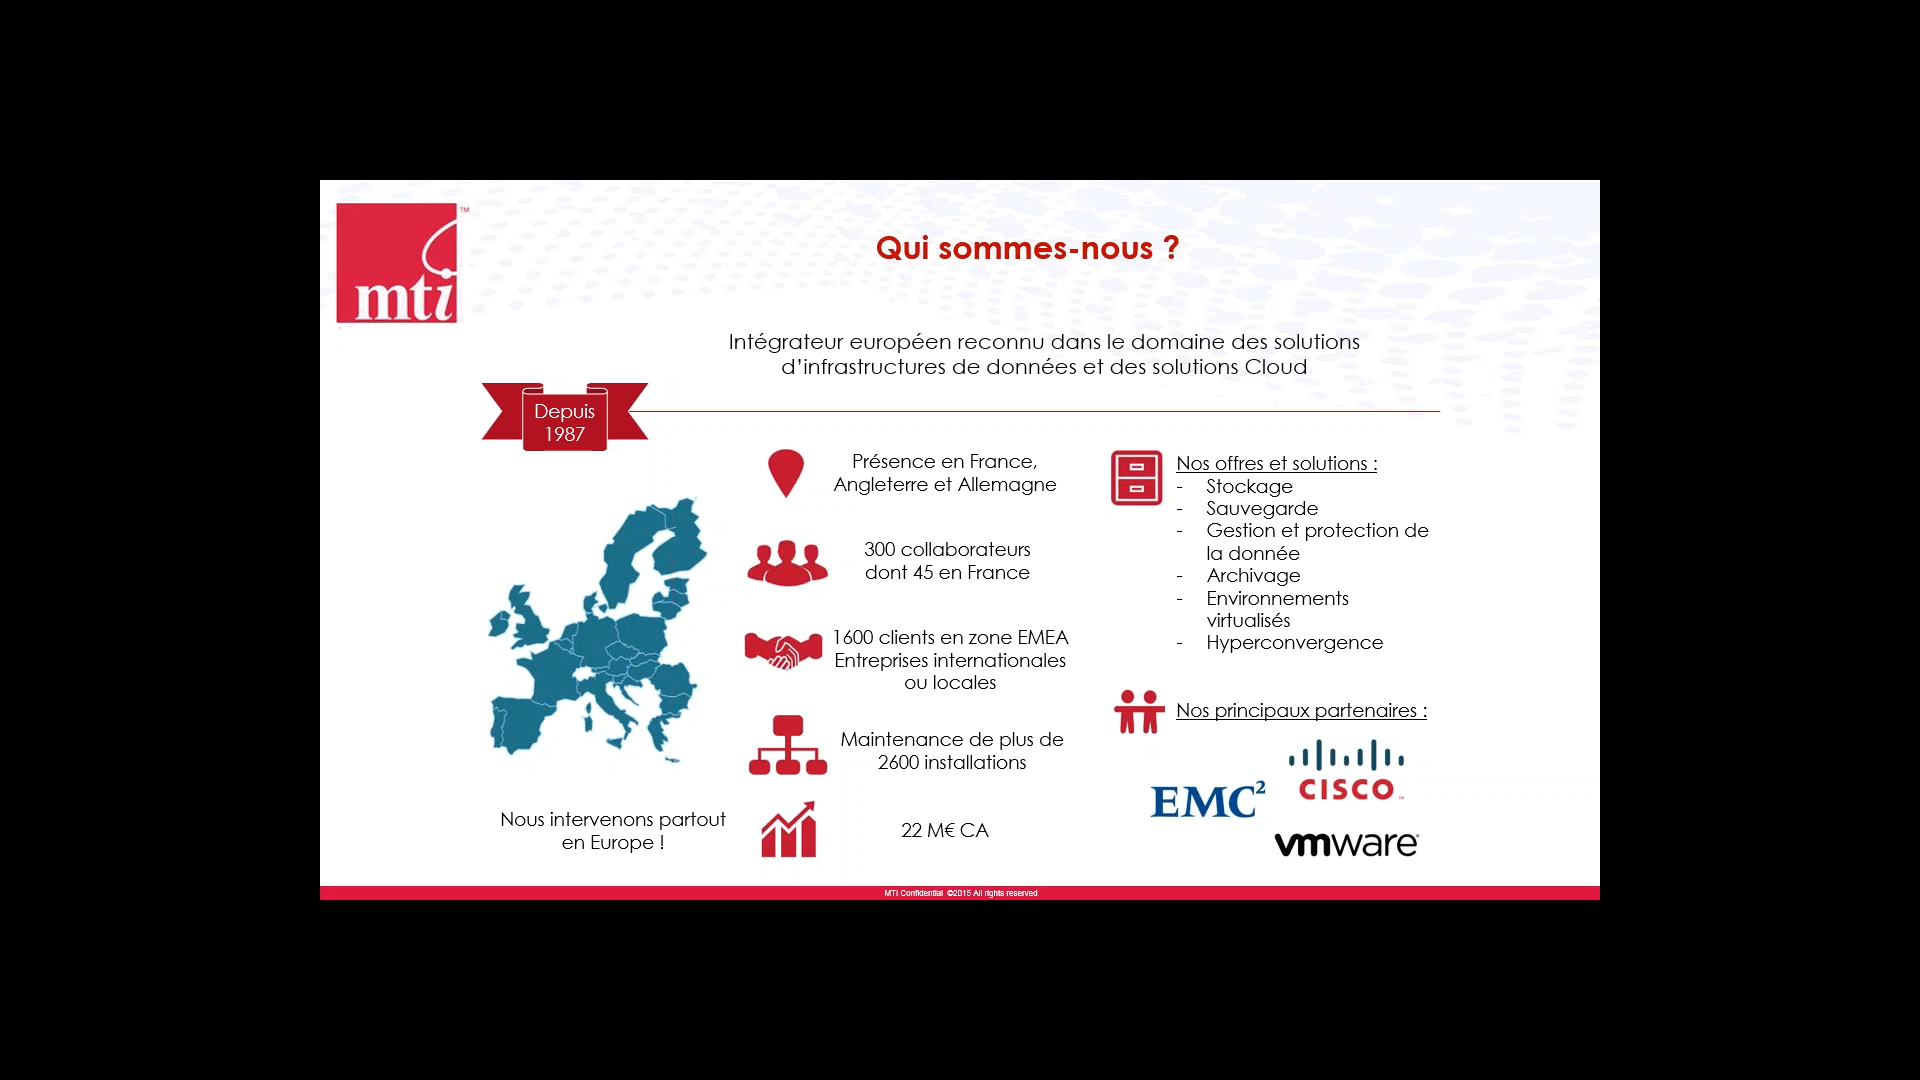 mti
TM
Qui sommes-nous ?
Intégrateur européen reconnu dans le domaine des solutions
d’infrastructures de données et des solutions Cloud
Depuis
1987
Nous intervenons partout
en Europe !
Présence en France,
Angleterre et Allemagne
300 collaborateurs
dont 45 en France
1600 clients en zone EMEA
Entreprises internationales
ou locales
Maintenance de plus de
2600 installations
22 M€ CA
Nos offres et solutions :
- Stockage
- Sauvegarde
- Gestion et protection de
la donnée
- Archivage
- Environnements
virtualisés
- Hyperconvergence
Nos principaux partenaires :
CISCO
EMC²
vmware
MTI Confidential ©2015 All rights reserved